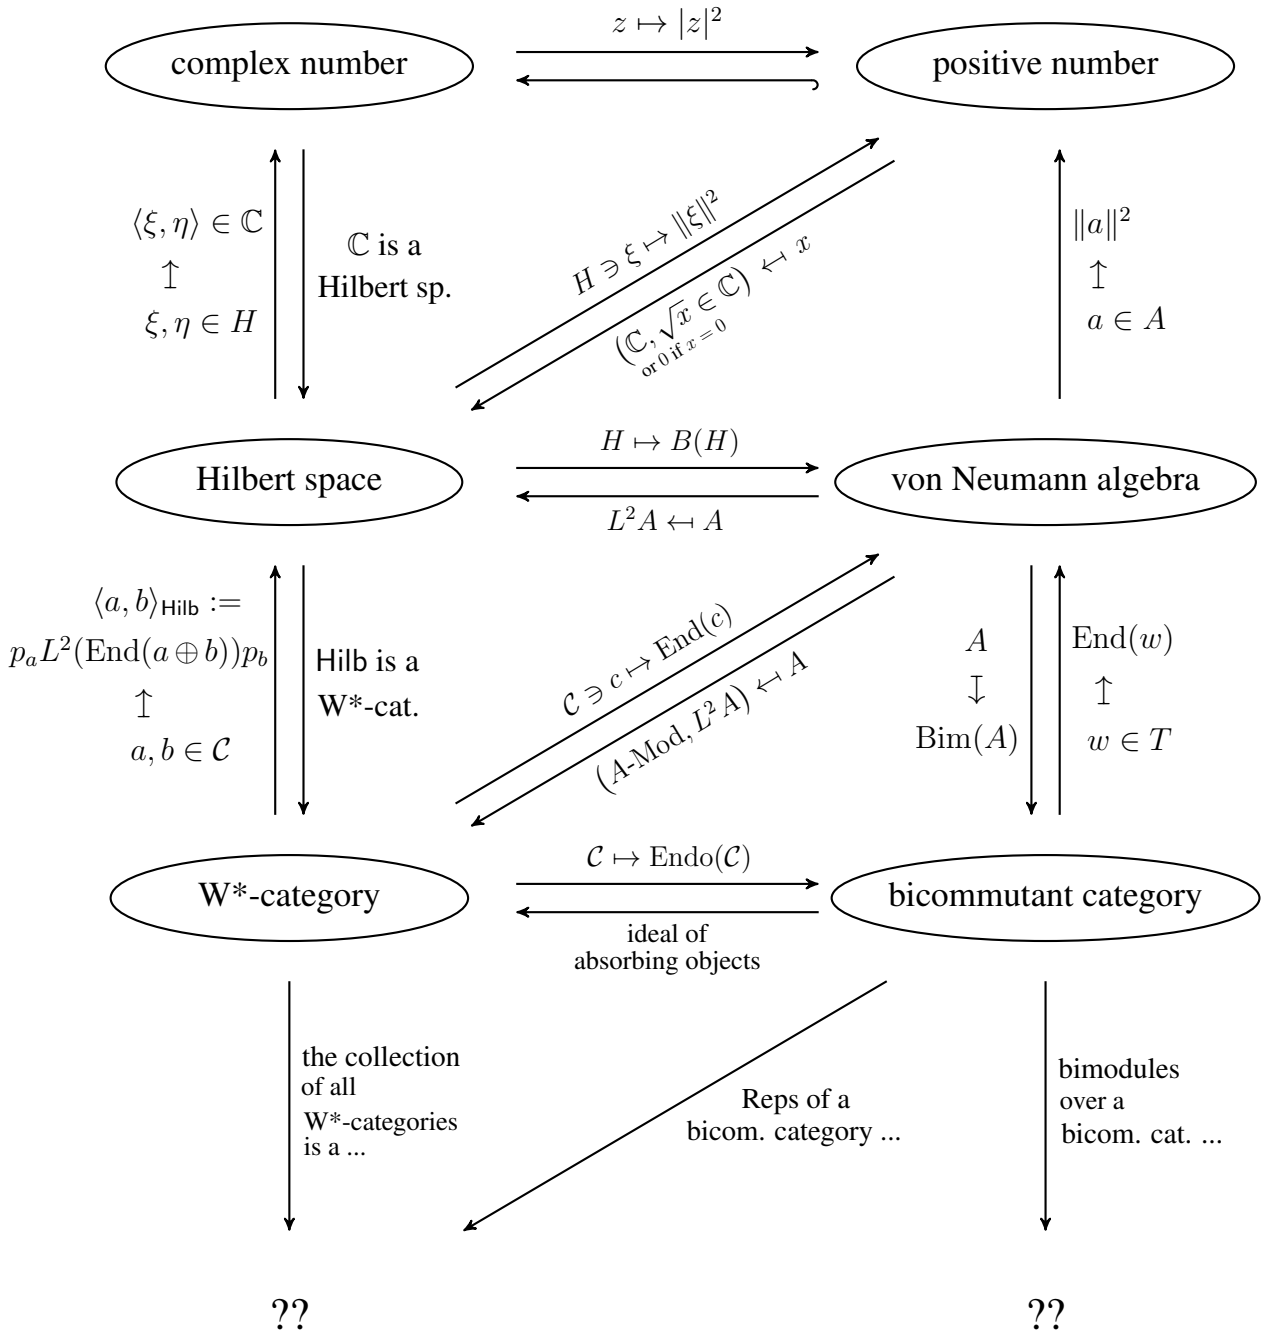 z ↦ |z|²
complex number
positive number
⟨ξ, η⟩ ∈ ℂ
↥
ξ, η ∈ H
ℂ is a
Hilbert sp.
H ∋ ξ ↦ ‖ξ‖²
(ℂ, √x ∈ ℂ) ↤ x
or 0 if x = 0
‖a‖²
↥
a ∈ A
H ↦ B(H)
Hilbert space
von Neumann algebra
L²A ↤ A
⟨a, b⟩Hilb :=
p_a L²(End(a ⊕ b))p_b
↥
a, b ∈ 𝒞
Hilb is a
W*-cat.
𝒞 ∋ c ↦ End(c)
(A-Mod, L²A) ↤ A
A
↧
Bim(A)
End(w)
↥
w ∈ T
𝒞 ↦ Endo(𝒞)
W*-category
bicommutant category
ideal of
absorbing objects
the collection
of all
W*-categories
is a ...
Reps of a
bicom. category ...
bimodules
over a
bicom. cat. ...
??
??